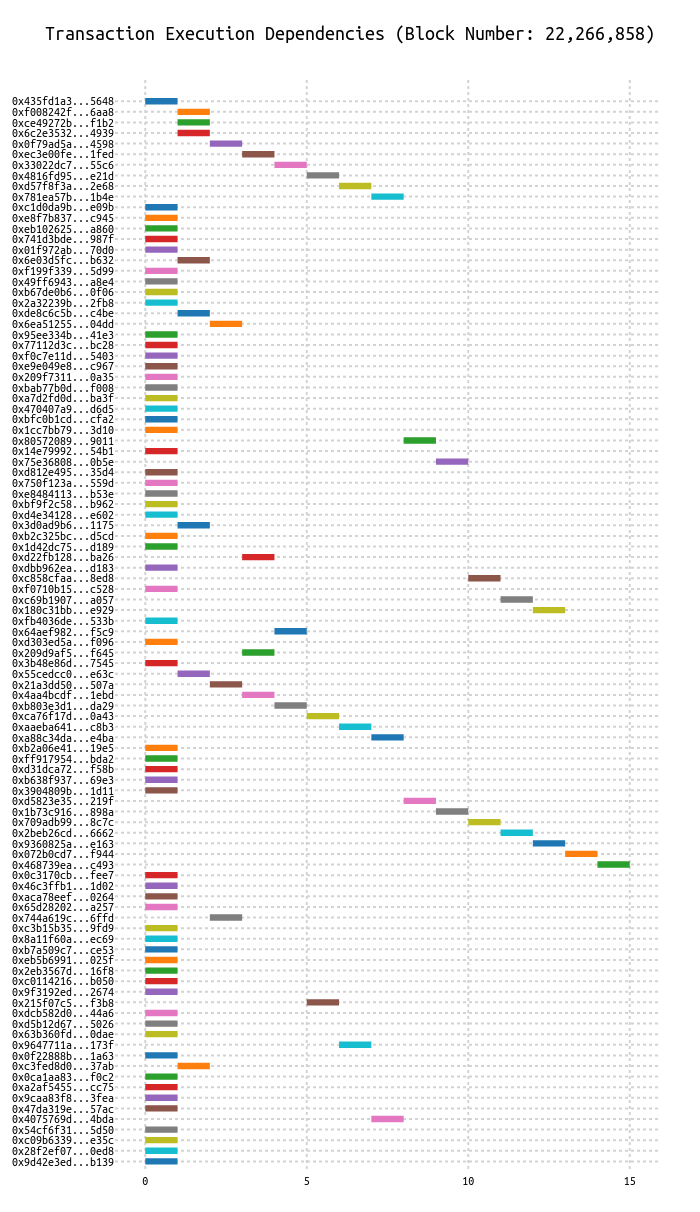 Transaction Execution Dependencies (Block Number: 22,266,858)
0x435fd1a3...5648
0xf008242f...6aa8
0xce49272b...f1b2
0x6c2e3532...4939
0x0f79ad5a...4598
0xec3e00fe...1fed
0x33022dc7...55c6
0x4816fd95...e21d
0xd57f8f3a...2e68
0x781ea57b...1b4e
0xc1d0da9b...e09b
0xe8f7b837...c945
0xeb102625...a860
0x741d3bde...987f
0x01f972ab...70d0
0x6e03d5fc...b632
0xf199f339...5d99
0x49ff6943...a8e4
0xb67de0b6...0f06
0x2a32239b...2fb8
0xde8c6c5b...c4be
0x6ea51255...04dd
0x95ee334b...41e3
0x77112d3c...bc28
0xf0c7e11d...5403
0xe9e049e8...c967
0x209f7311...0a35
0xbab77b0d...f008
0xa7d2fd0d...ba3f
0x470407a9...d6d5
0xbfc0b1cd...cfa2
0x1cc7bb79...3d10
0x80572089...9011
0x14e79992...54b1
0x75e36808...0b5e
0xd812e495...35d4
0x750f123a...559d
0xe8484113...b53e
0xbf9f2c58...b962
0xd4e34128...e602
0x3d0ad9b6...1175
0xb2c325bc...d5cd
0x1d42dc75...d189
0xd22fb128...ba26
0xdbb962ea...d183
0xc858cfaa...8ed8
0xf0710b15...c528
0xc69b1907...a057
0x180c31bb...e929
0xfb4036de...533b
0x64aef982...f5c9
0xd303ed5a...f096
0x209d9af5...f645
0x3b48e86d...7545
0x55cedcc0...e63c
0x21a3dd50...507a
0x4aa4bcdf...1ebd
0xb803e3d1...da29
0xca76f17d...0a43
0xaaeba641...c8b3
0xa88c34da...e4ba
0xb2a06e41...19e5
0xff917954...bda2
0xd31dca72...f58b
0xb638f937...69e3
0x3904809b...1d11
0xd5823e35...219f
0x1b73c916...898a
0x709adb99...8c7c
0x2beb26cd...6662
0x9360825a...e163
0x072b0cd7...f944
0x468739ea...c493
0x0c3170cb...fee7
0x46c3ffb1...1d02
0xaca78eef...0264
0x65d28202...a257
0x744a619c...6ffd
0xc3b15b35...9fd9
0x8a11f60a...ec69
0xb7a509c7...ce53
0xeb5b6991...025f
0x2eb3567d...16f8
0xc0114216...b050
0x9f3192ed...2674
0x215f07c5...f3b8
0xdcb582d0...44a6
0xd5b12d67...5026
0x63b360fd...0dae
0x9647711a...173f
0x0f22888b...1a63
0xc3fed8d0...37ab
0x0ca1aa83...f0c2
0xa2af5455...cc75
0x9caa83f8...3fea
0x47da319e...57ac
0x4075769d...4bda
0x54cf6f31...5d50
0xc09b6339...e35c
0x28f2ef07...0ed8
0x9d42e3ed...b139
0 5 10 15